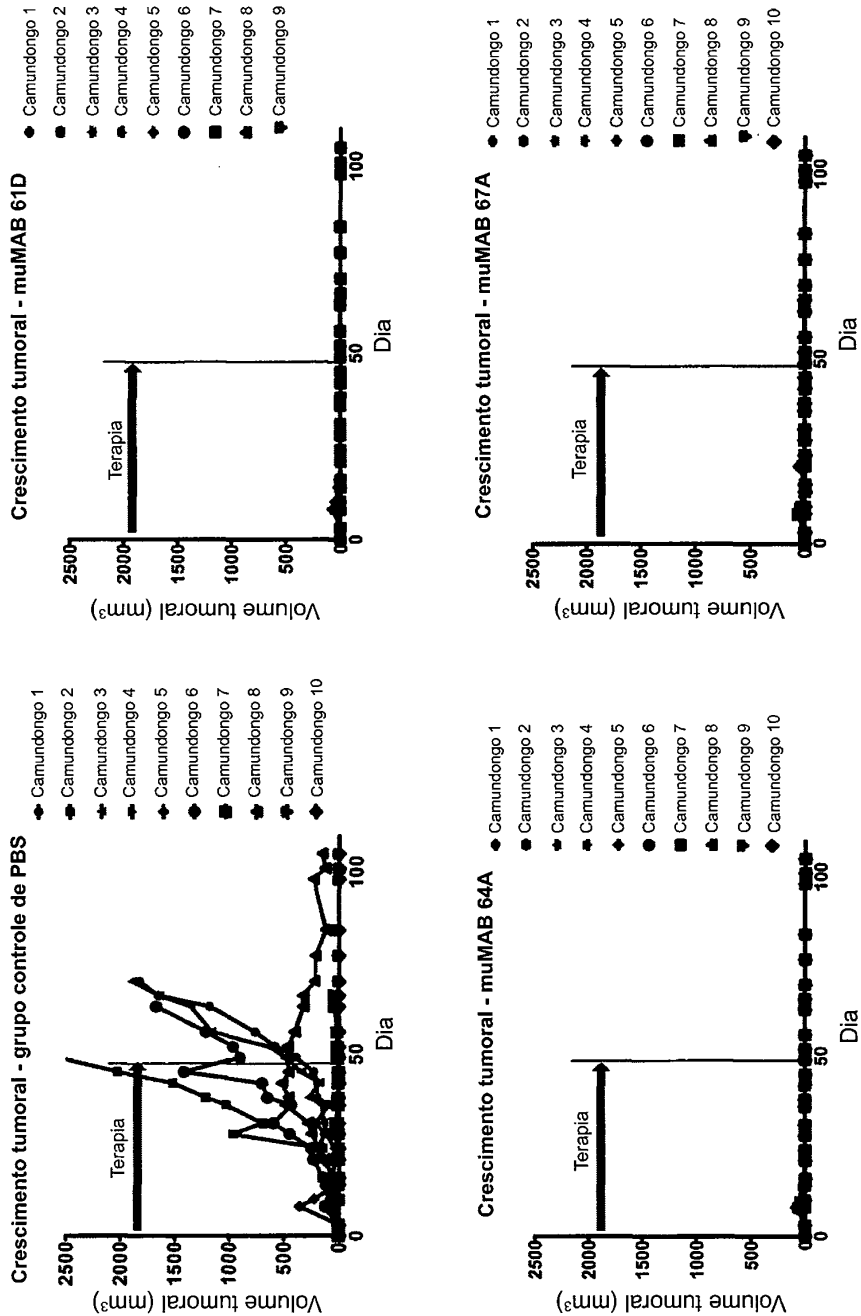 Crescimento tumoral - grupo controle de PBS
Volume tumoral (mm³)
2500
2000
1500
1000
500
0
Terapia
0
50
100
Dia
Camundongo 1
Camundongo 2
Camundongo 3
Camundongo 4
Camundongo 5
Camundongo 6
Camundongo 7
Camundongo 8
Camundongo 9
Camundongo 10
Crescimento tumoral - muMAB 61D
Volume tumoral (mm³)
2500
2000
1500
1000
500
0
Terapia
0
50
100
Dia
Camundongo 1
Camundongo 2
Camundongo 3
Camundongo 4
Camundongo 5
Camundongo 6
Camundongo 7
Camundongo 8
Camundongo 9
Crescimento tumoral - muMAB 64A
Volume tumoral (mm³)
2500
2000
1500
1000
500
0
Terapia
0
50
100
Dia
Camundongo 1
Camundongo 2
Camundongo 3
Camundongo 4
Camundongo 5
Camundongo 6
Camundongo 7
Camundongo 8
Camundongo 9
Camundongo 10
Crescimento tumoral - muMAB 67A
Volume tumoral (mm³)
2500
2000
1500
1000
500
0
Terapia
0
50
100
Dia
Camundongo 1
Camundongo 2
Camundongo 3
Camundongo 4
Camundongo 5
Camundongo 6
Camundongo 7
Camundongo 8
Camundongo 9
Camundongo 10